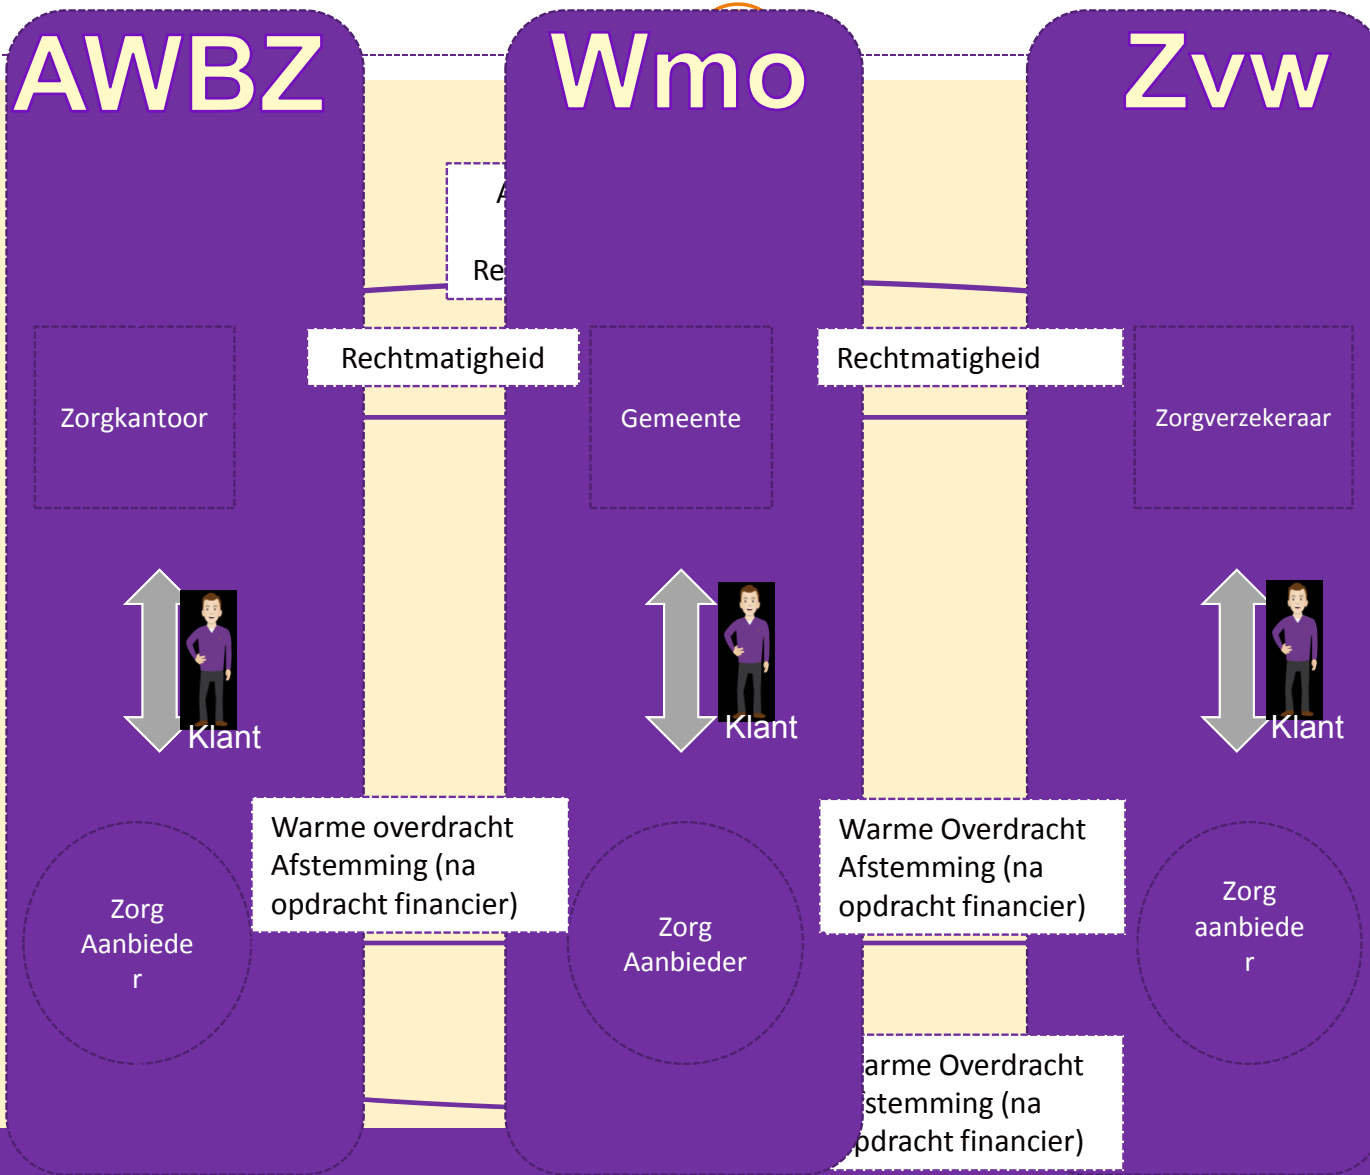 AWBZ
Wmo
Zvw
Re
Rechtmatigheid
Rechtmatigheid
Zorgkantoor
Gemeente
Zorgverzekeraar
Klant
Klant
Klant
Warme overdracht
Afstemming (na
opdracht financier)
Warme Overdracht
Afstemming (na
opdracht financier)
Zorg
Aanbiede
r
Zorg
Aanbieder
Zorg
aanbiede
r
arme Overdracht
fstemming (na
pdracht financier)